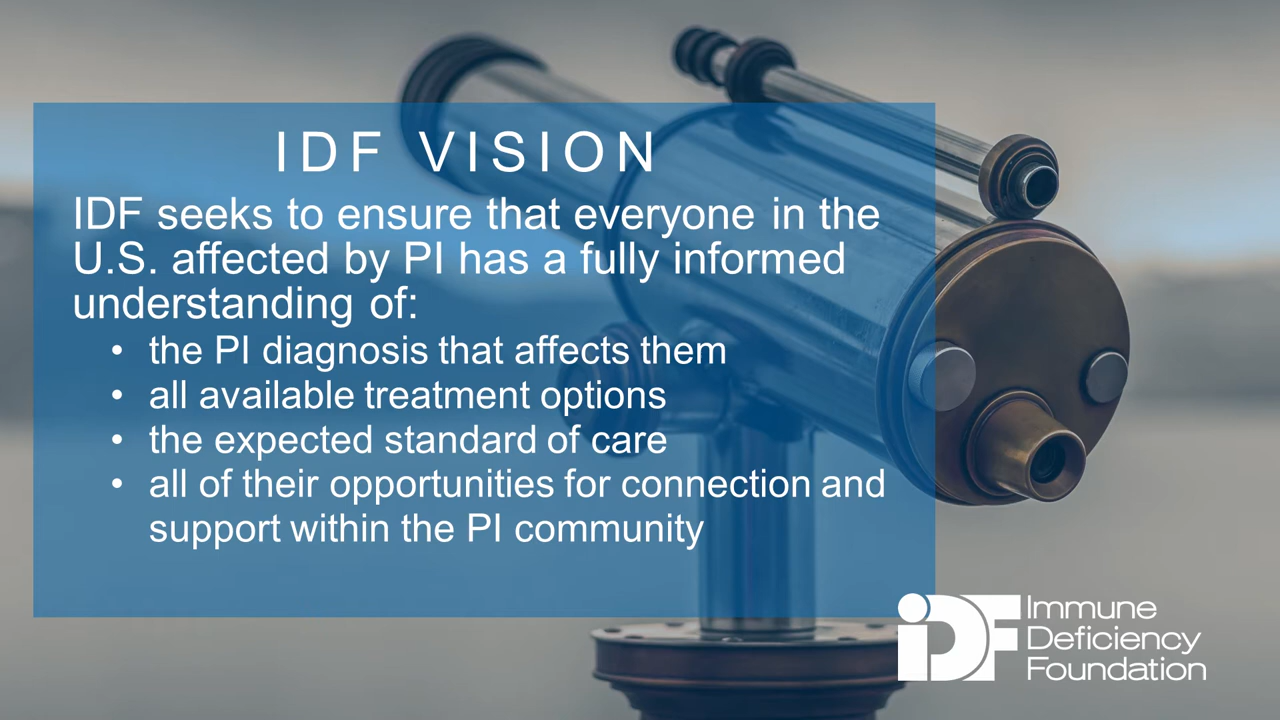 IDF VISION
IDF seeks to ensure that everyone in the
U.S. affected by PI has a fully informed
understanding of:
• the PI diagnosis that affects them
• all available treatment options
• the expected standard of care
• all of their opportunities for connection and
support within the PI community
iDF Immune
Deficiency
Foundation